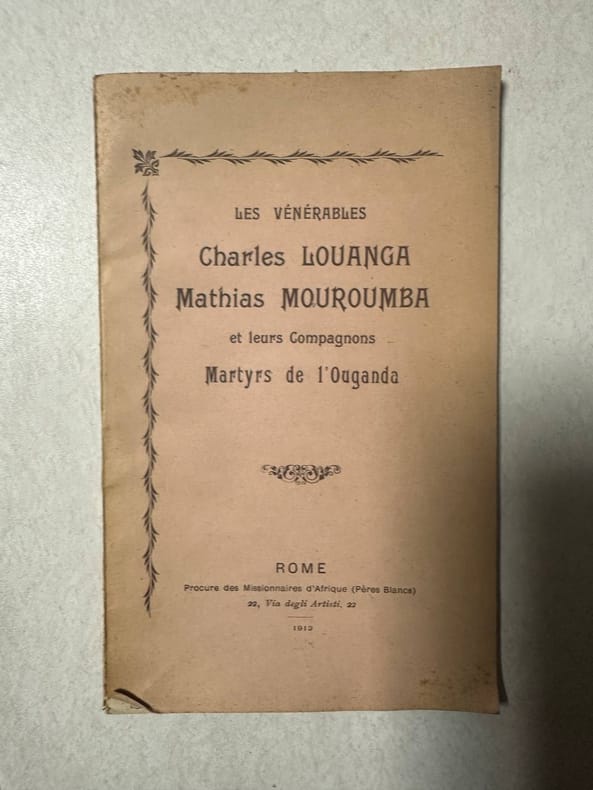 LES VÉNÉRABLES
Charles LOUANGA
Mathias MOUROUMBA
et leurs Compagnons
Martyrs de l'Ouganda
ROME
Procure des Missionnaires d'Afrique (Pères Blancs)
22, Via degli Artisti, 22
1912